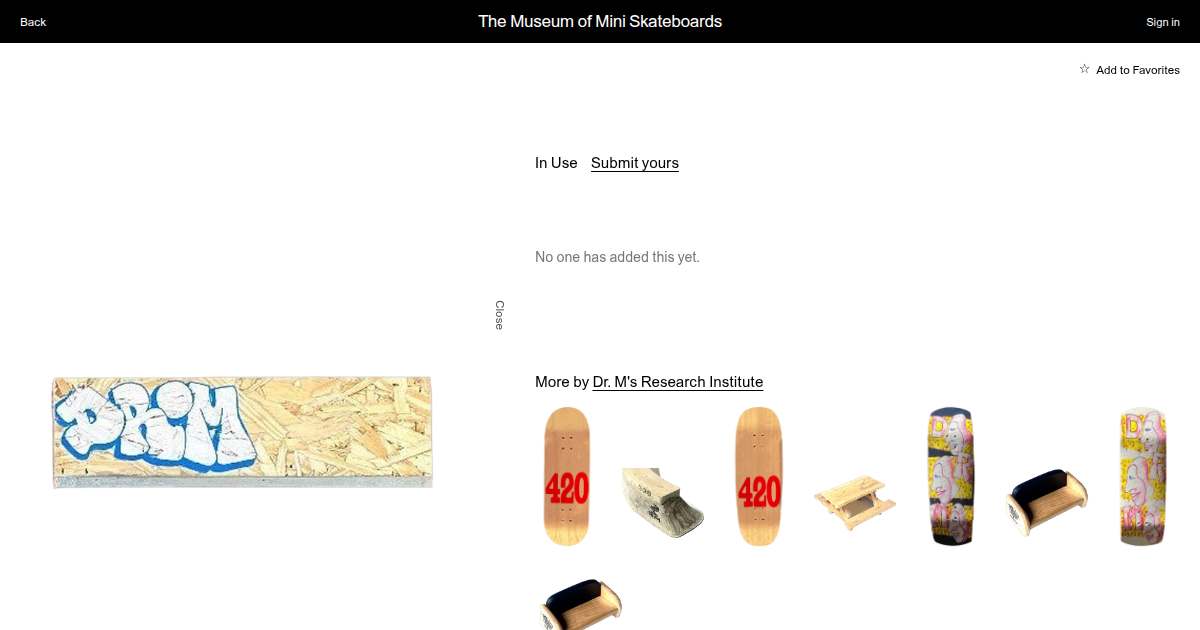 Back
The Museum of Mini Skateboards
Sign in
☆ Add to Favorites
In Use Submit yours
No one has added this yet.
Close
DRiM
More by Dr. M's Research Institute
420
420